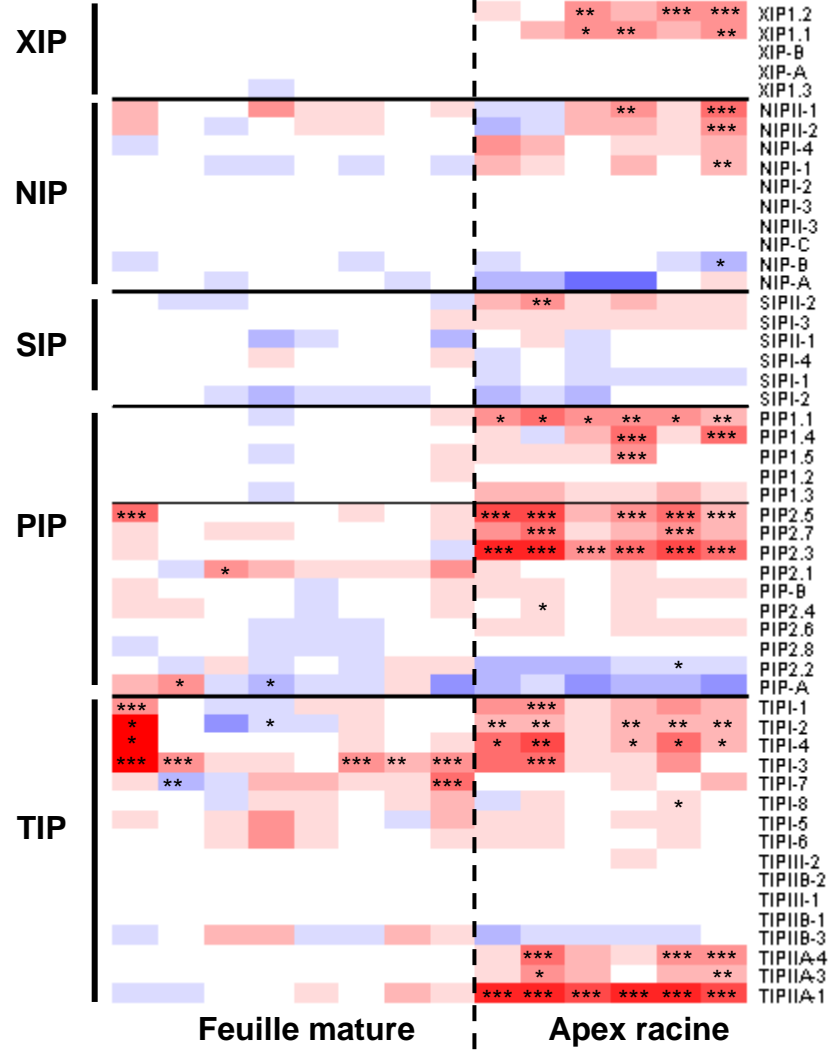 ** *** *** XIP1.2
* ** ** XIP1.1
XIP XIP-B
XIP-A
XIP1.3
** *** NIPII-1
*** NIPII-2
NIPI-4
** NIPI-1
NIP NIPI-2
NIPI-3
NIPII-3
NIP-C
* NIP-B
NIP-A
** SIPII-2
SIPI-3
SIP SIPII-1
SIPI-4
SIPI-1
SIPI-2
* * * ** * ** PIP1.1
*** *** PIP1.4
*** PIP1.5
PIP1.2
PIP1.3
*** *** *** *** *** *** PIP2.5
PIP *** *** PIP2.7
*** *** *** *** *** *** PIP2.3
* PIP2.1
PIP-B
* PIP2.4
PIP2.6
PIP2.8
* PIP2.2
* * PIP-A
*** *** TIPI-1
* * ** ** ** ** ** TIPI-2
* * ** * * * TIPI-4
*** *** *** ** *** *** TIPI-3
** *** TIPI-7
* TIPI-8
TIP TIPI-5
TIPI-6
TIPIII-2
TIPIIB-2
TIPIII-1
TIPIIB-1
TIPIIB-3
*** *** *** TIPIIA-4
* ** TIPIIA-3
*** *** *** *** *** *** TIPIIA-1
Feuille mature Apex racine